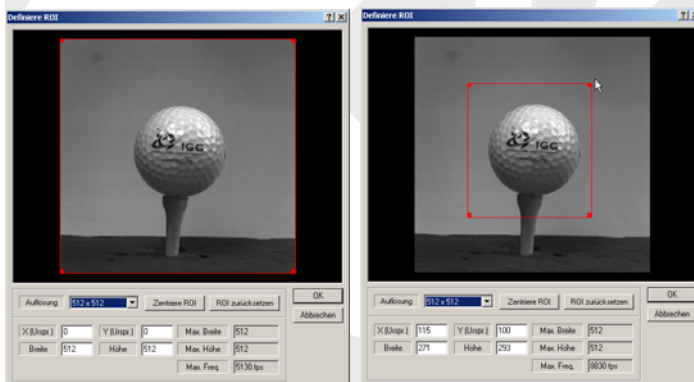 Definiere ROI
IGC
OK
Auflösung 512 x 512 Zentriere ROI ROI zurücksetzen
Abbrechen
X (Urspr.) 0 Y (Urspr.) 0 Max. Breite 512
Breite 512 Höhe 512 Max. Höhe 512
Max. Freq. 5130 fps
Definiere ROI
IGC
OK
Auflösung 512 x 512 Zentriere ROI ROI zurücksetzen
Abbrechen
X (Urspr.) 115 Y (Urspr.) 100 Max. Breite 512
Breite 271 Höhe 293 Max. Höhe 512
Max. Freq. 8830 fps